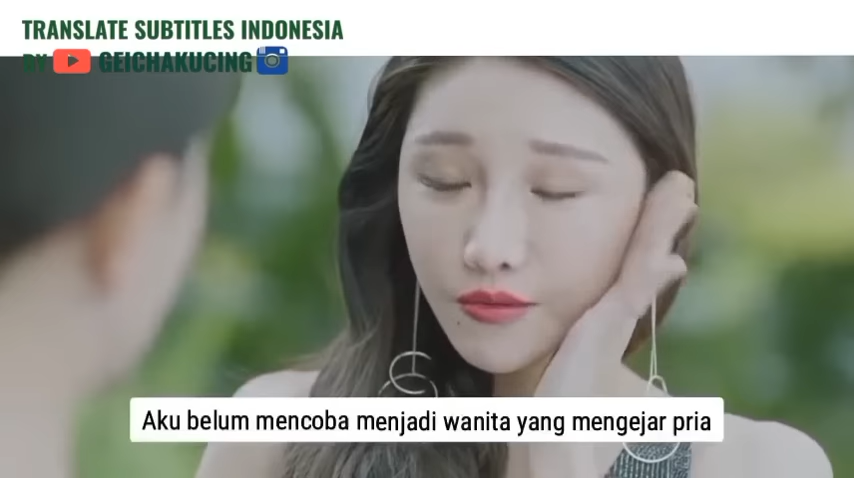 TRANSLATE SUBTITLES INDONESIA
BY GEICHAKUCING
Aku belum mencoba menjadi wanita yang mengejar pria